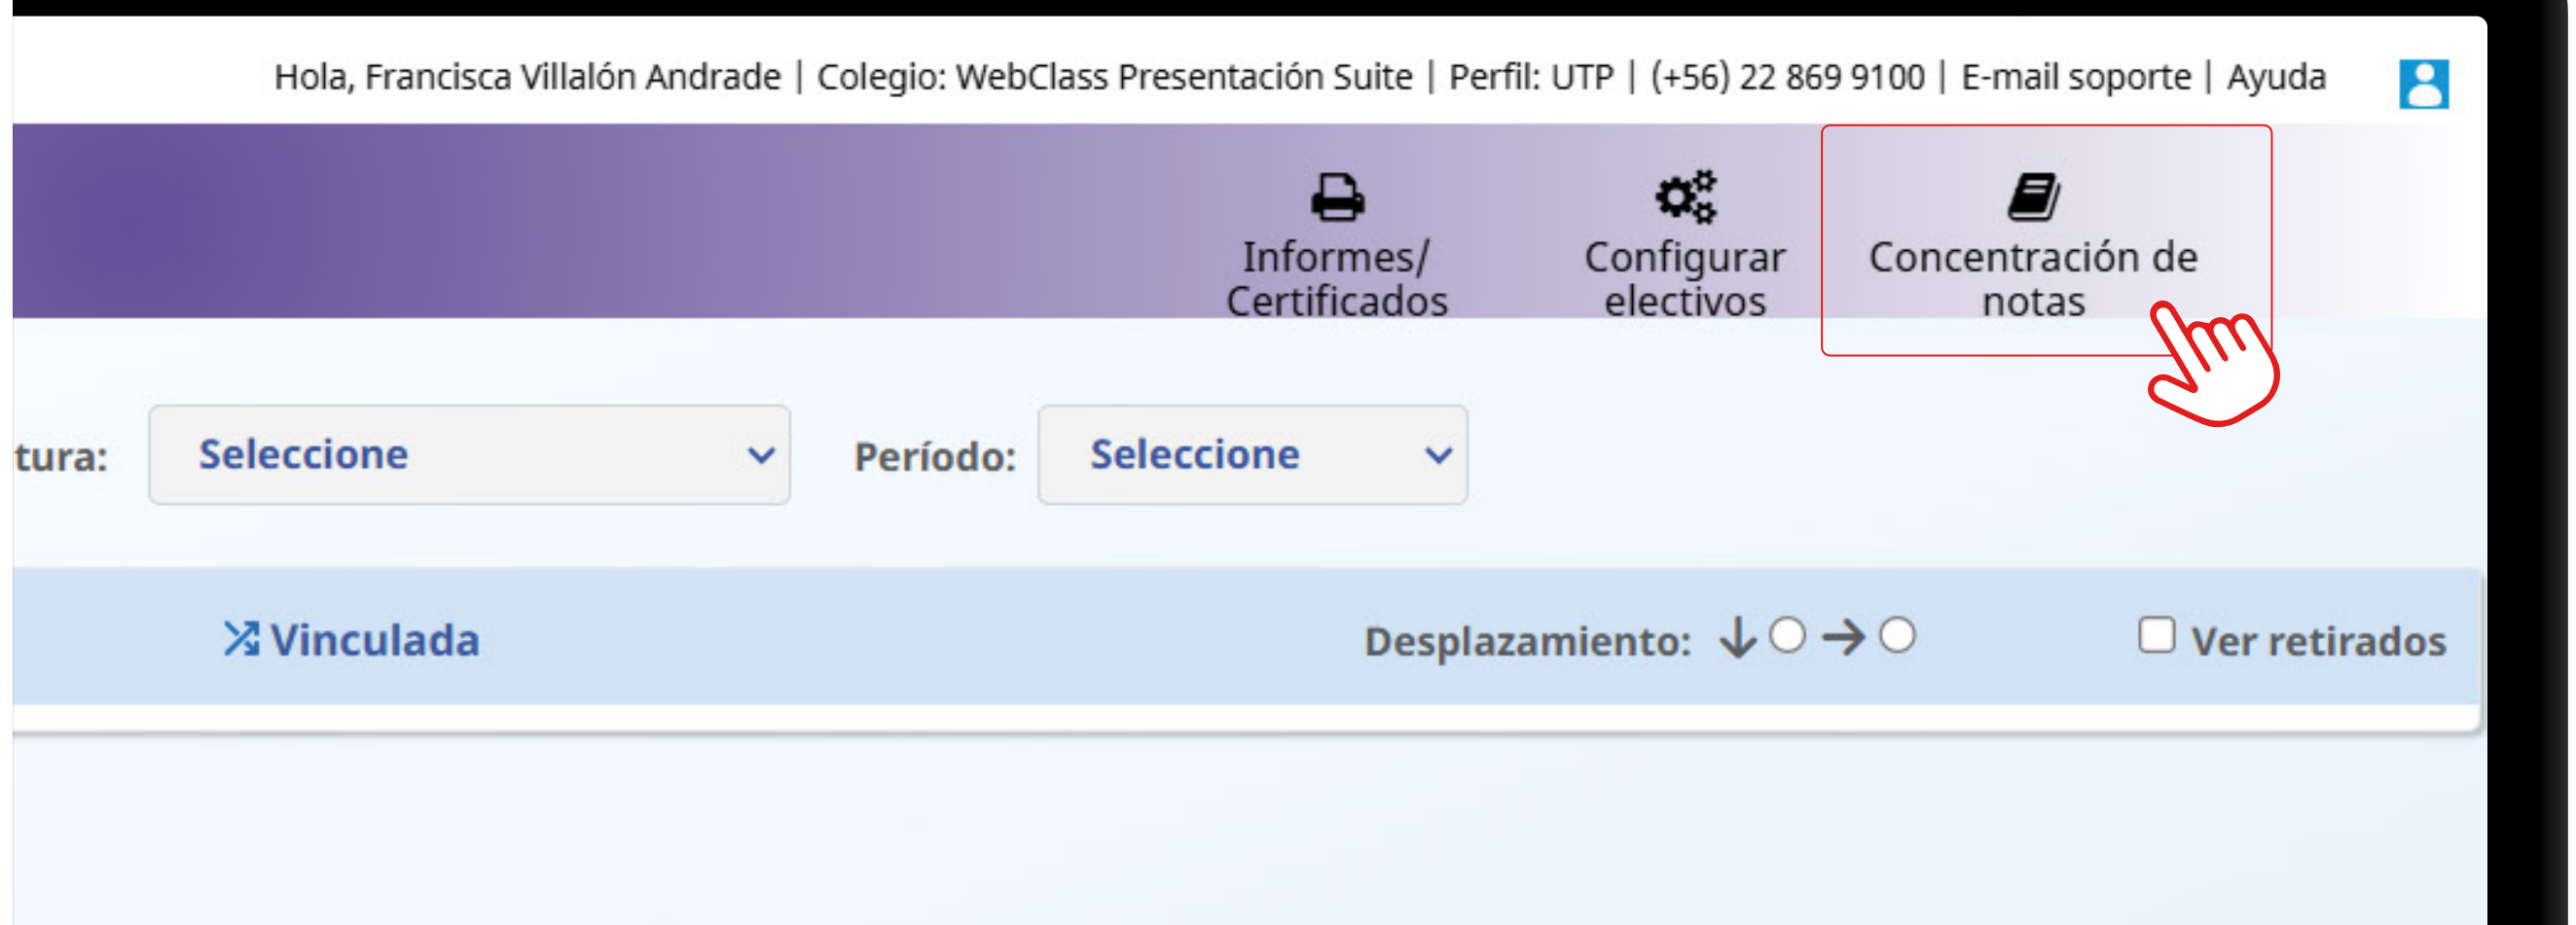 Hola, Francisca Villalón Andrade | Colegio: WebClass Presentación Suite | Perfil: UTP | (+56) 22 869 9100 | E-mail soporte | Ayuda
Informes/
Certificados
Configurar
electivos
Concentración de
notas
tura: Seleccione Período: Seleccione
Vinculada Desplazamiento: Ver retirados